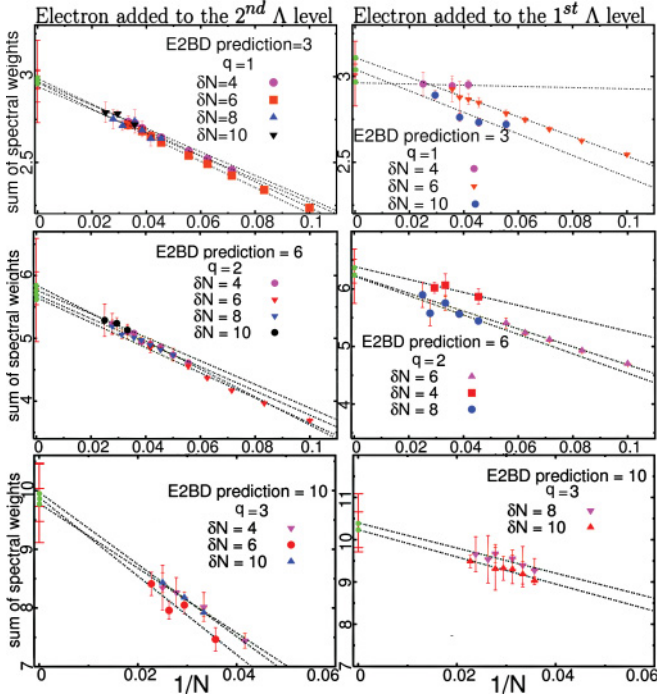 Electron added to the 2nd Λ level
Electron added to the 1st Λ level
sum of spectral weights
3
2.5
E2BD prediction=3
q=1
δN=4
δN=6
δN=8
δN=10
0 0.02 0.04 0.06 0.08 0.1
3
2.5
E2BD prediction = 3
q=1
δN = 4
δN = 6
δN = 10
0 0.02 0.04 0.06 0.08 0.1
sum of spectral weights
6
5
4
E2BD prediction = 6
q=2
δN = 4
δN = 6
δN = 8
δN = 10
0 0.02 0.04 0.06 0.08 0.1
6
5
4
E2BD prediction = 6
q=2
δN = 6
δN = 4
δN = 8
0 0.02 0.04 0.06 0.08 0.1
sum of spectral weights
10
9
8
7
E2BD prediction = 10
q=3
δN = 4
δN = 6
δN = 10
0 0.02 0.04 0.06
1/N
11
10
9
8
7
E2BD prediction = 10
q=3
δN = 8
δN = 10
0 0.02 0.04 0.06
1/N